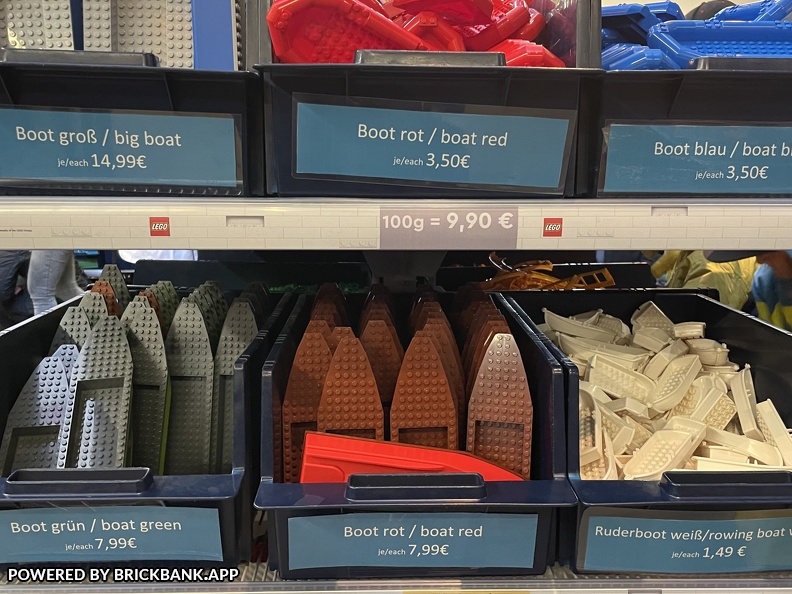 Boot groß / big boat
je/each 14,99€
Boot rot / boat red
je/each 3,50€
Boot blau / boat
je/each 3,50€
LEGO
100g = 9,90 €
LEGO
Boot grün / boat green
je/each 7,99€
Boot rot / boat red
je/each 7,99€
Ruderboot weiß/rowing boat
je/each 1,49 €
POWERED BY BRICKBANK.APP